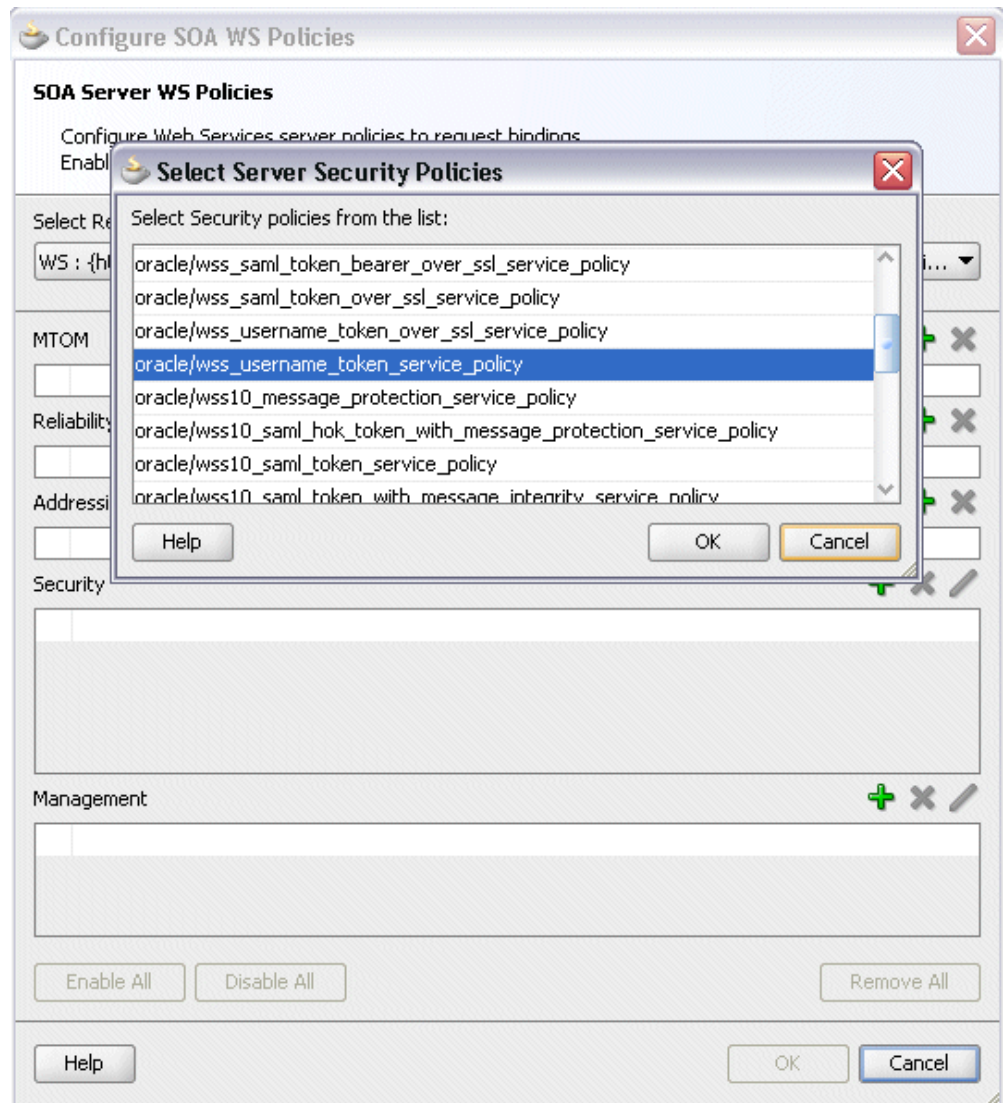 Configure SOA WS Policies
SOA Server WS Policies
Configure Web Services server policies to request bindings
Enabl
Select Server Security Policies
Select Re
Select Security policies from the list:
WS : {ht
i... 
oracle/wss_saml_token_bearer_over_ssl_service_policy
oracle/wss_saml_token_over_ssl_service_policy
oracle/wss_username_token_over_ssl_service_policy
MTOM
oracle/wss_username_token_service_policy
oracle/wss10_message_protection_service_policy
Reliability
oracle/wss10_saml_hok_token_with_message_protection_service_policy
oracle/wss10_saml_token_service_policy
Addressi
oracle/wss10_saml_token_with_message_integrity_service_policy
Help OK Cancel
Security
Management
Enable All Disable All Remove All
Help OK Cancel